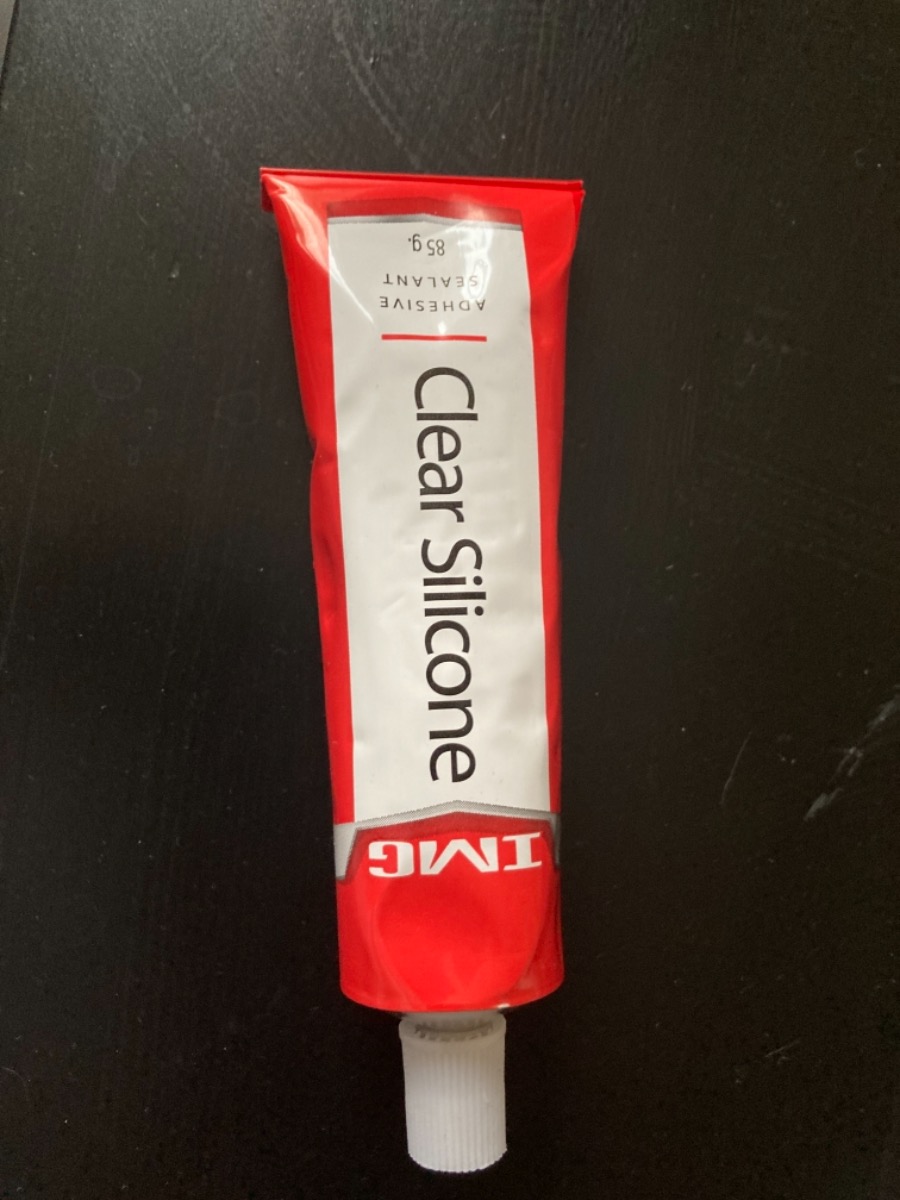 IMG
Clear Silicone
ADHESIVE
SEALANT
85 g.